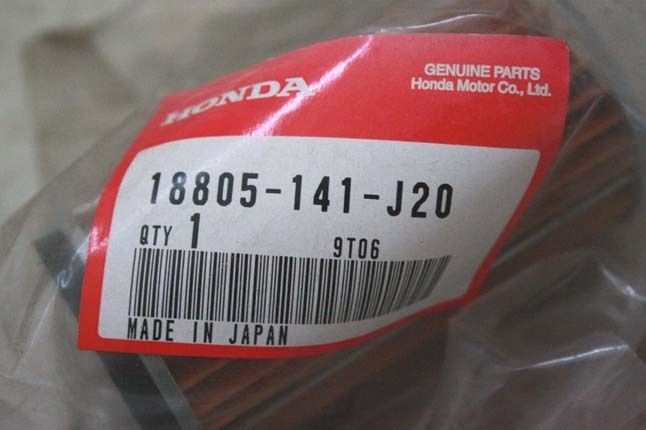 HONDA
GENUINE PARTS
Honda Motor Co., Ltd.
18805-141-J20
QTY 1
9T06
MADE IN JAPAN